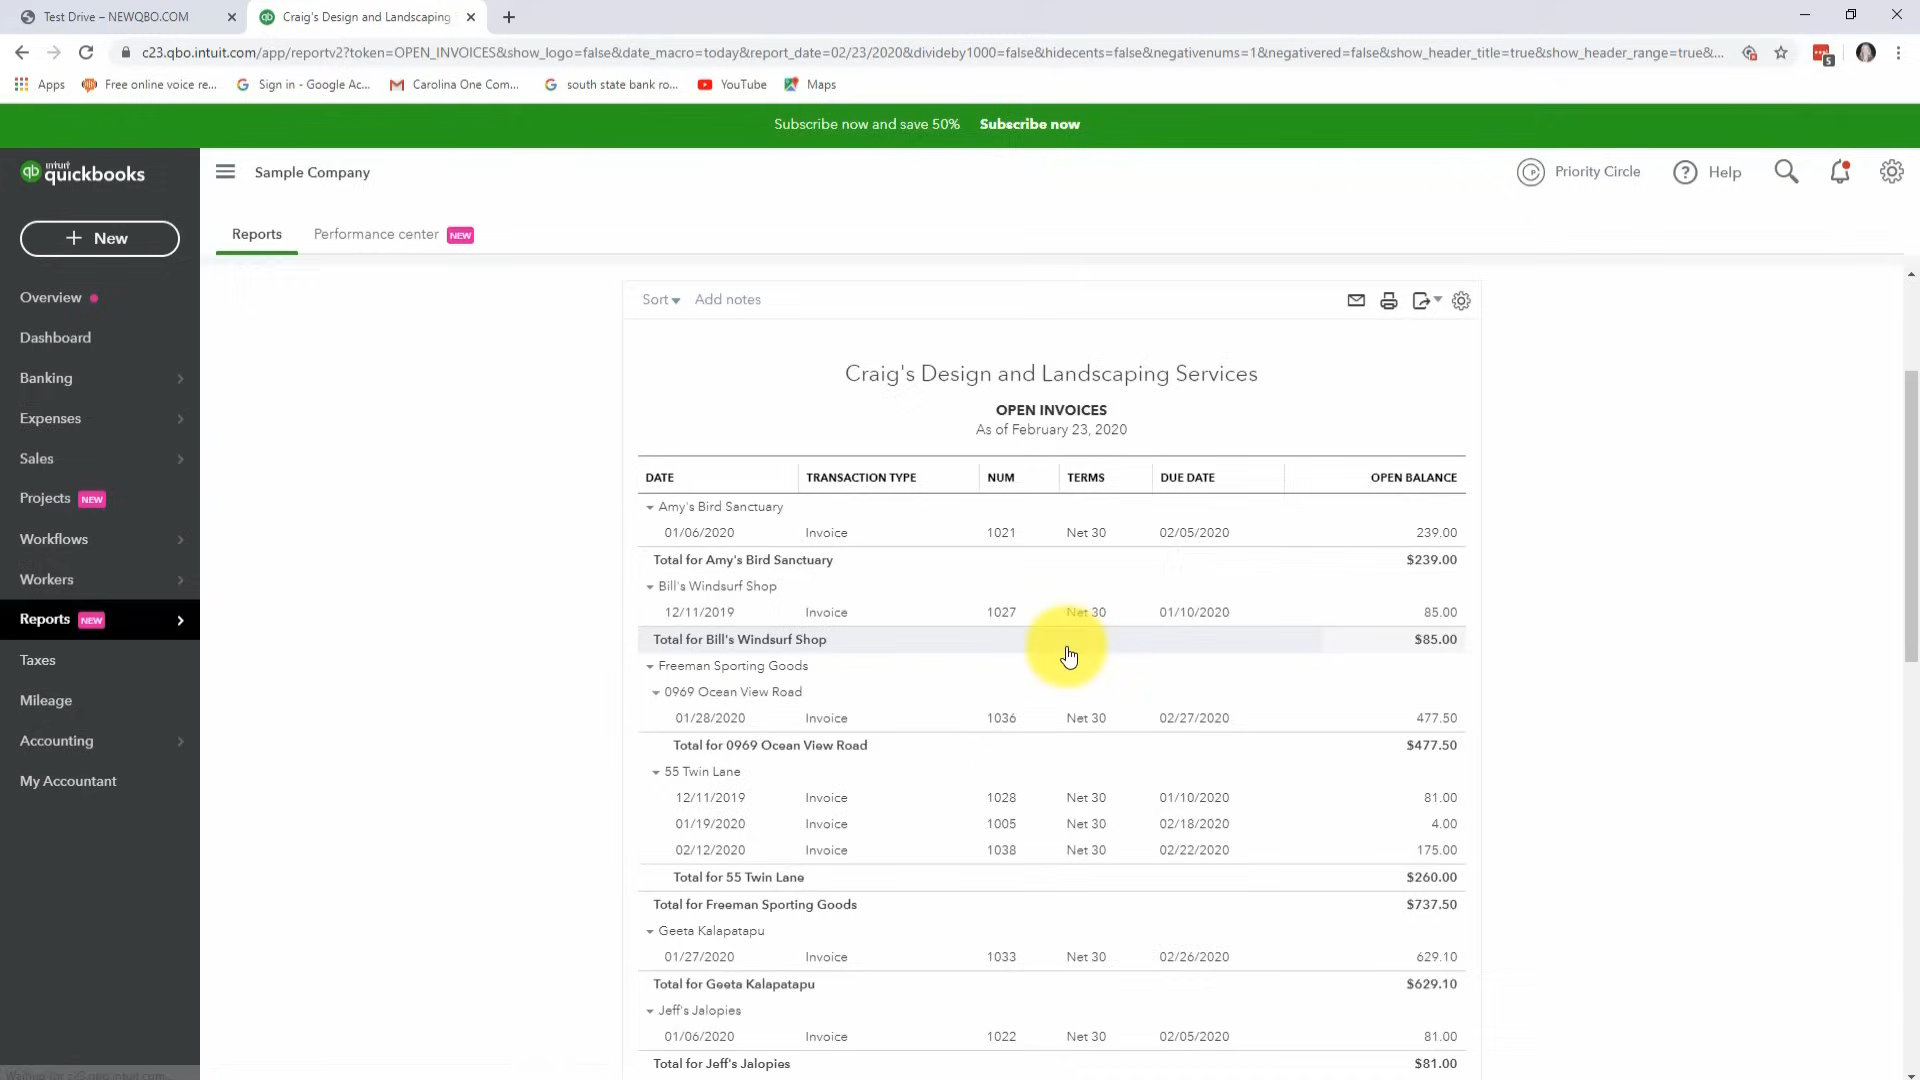 Test Drive – NEWQBO.COM
Craig's Design and Landscaping
c23.qbo.intuit.com/app/reportv2?token=OPEN_INVOICES&show_logo=false&date_macro=today&report_date=02/23/2020&divideby1000=false&hidecents=false&negativenums=1&negativered=false&show_header_title=true&show_header_range=true&...
5
Apps
Free online voice re...
Sign in - Google Ac...
Carolina One Com...
south state bank ro...
YouTube
Maps
Subscribe now and save 50% Subscribe now
intuit
quickbooks
Sample Company
Priority Circle
Help
New
Reports
Performance center NEW
Overview
Dashboard
Banking
Expenses
Sales
Projects NEW
Workflows
Workers
Reports NEW
Taxes
Mileage
Accounting
My Accountant
Sort
Add notes
Craig's Design and Landscaping Services
OPEN INVOICES
As of February 23, 2020
DATE TRANSACTION TYPE NUM TERMS DUE DATE OPEN BALANCE
Amy's Bird Sanctuary
01/06/2020 Invoice 1021 Net 30 02/05/2020 239.00
Total for Amy's Bird Sanctuary $239.00
Bill's Windsurf Shop
12/11/2019 Invoice 1027 Net 30 01/10/2020 85.00
Total for Bill's Windsurf Shop $85.00
Freeman Sporting Goods
0969 Ocean View Road
01/28/2020 Invoice 1036 Net 30 02/27/2020 477.50
Total for 0969 Ocean View Road $477.50
55 Twin Lane
12/11/2019 Invoice 1028 Net 30 01/10/2020 81.00
01/19/2020 Invoice 1005 Net 30 02/18/2020 4.00
02/12/2020 Invoice 1038 Net 30 02/22/2020 175.00
Total for 55 Twin Lane $260.00
Total for Freeman Sporting Goods $737.50
Geeta Kalapatapu
01/27/2020 Invoice 1033 Net 30 02/26/2020 629.10
Total for Geeta Kalapatapu $629.10
Jeff's Jalopies
01/06/2020 Invoice 1022 Net 30 02/05/2020 81.00
Total for Jeff's Jalopies $81.00